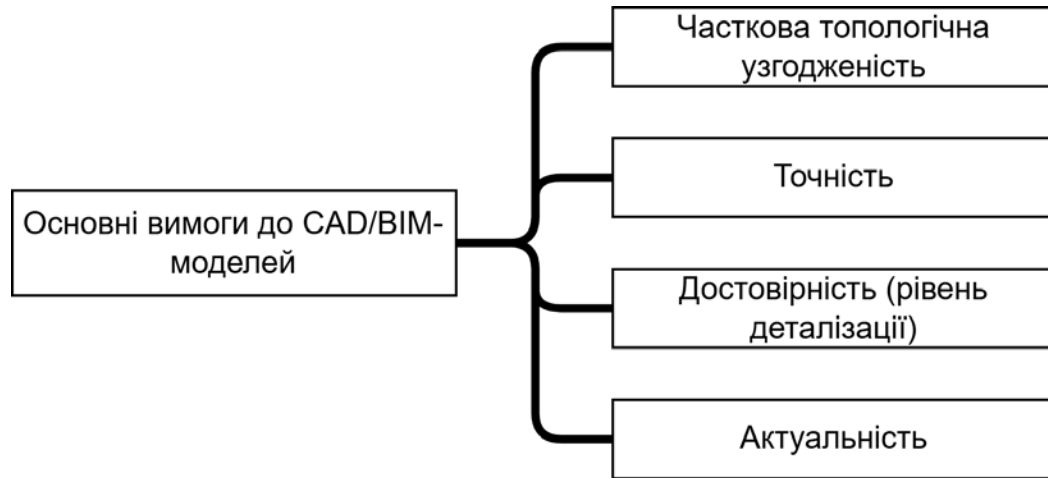 Часткова топологічна
узгодженість
Точність
Основні вимоги до CAD/BIM-
моделей
Достовірність (рівень
деталізації)
Актуальність